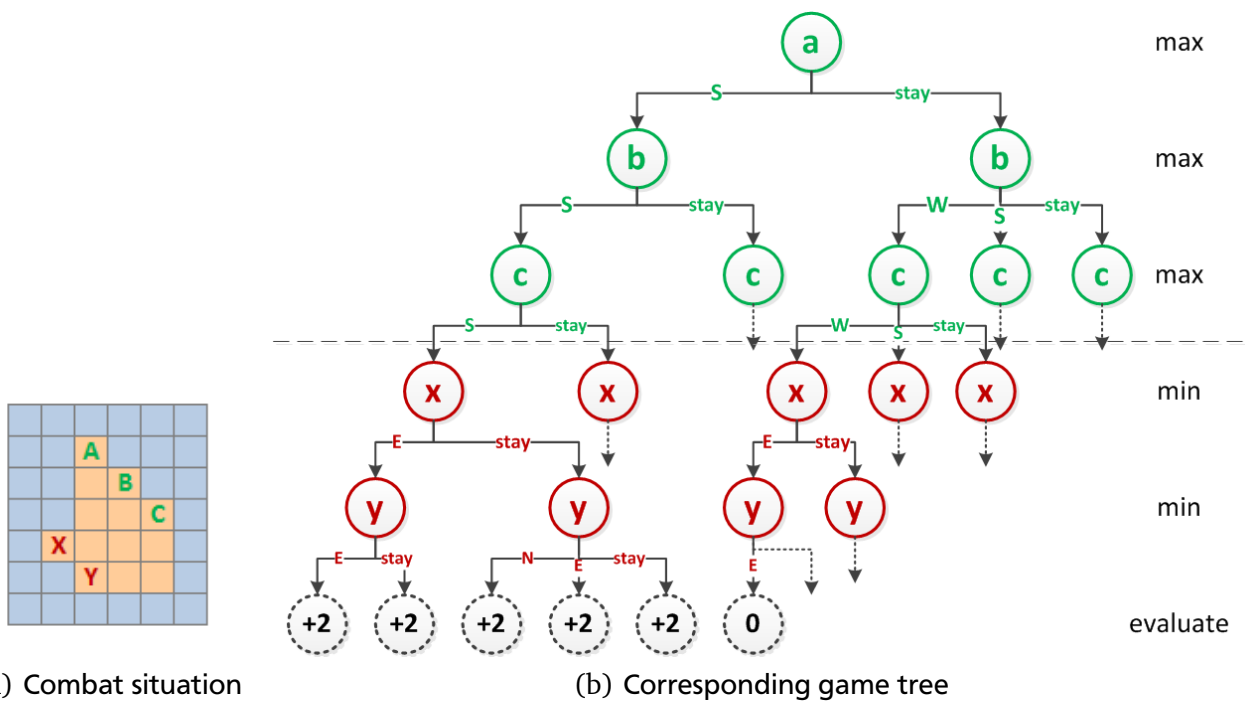 a max
S stay
b b max
S stay W S stay
c c c c c max
S stay W S stay
x x x x x min
A E stay E stay
B
C y y y y min
X E stay N E stay E
Y
+2 +2 +2 +2 +2 0 evaluate
) Combat situation (b) Corresponding game tree